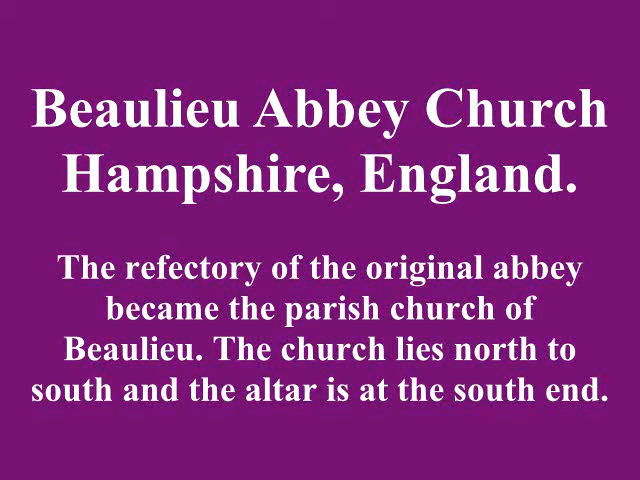 Beaulieu Abbey Church
Hampshire, England.
The refectory of the original abbey
became the parish church of
Beaulieu. The church lies north to
south and the altar is at the south end.